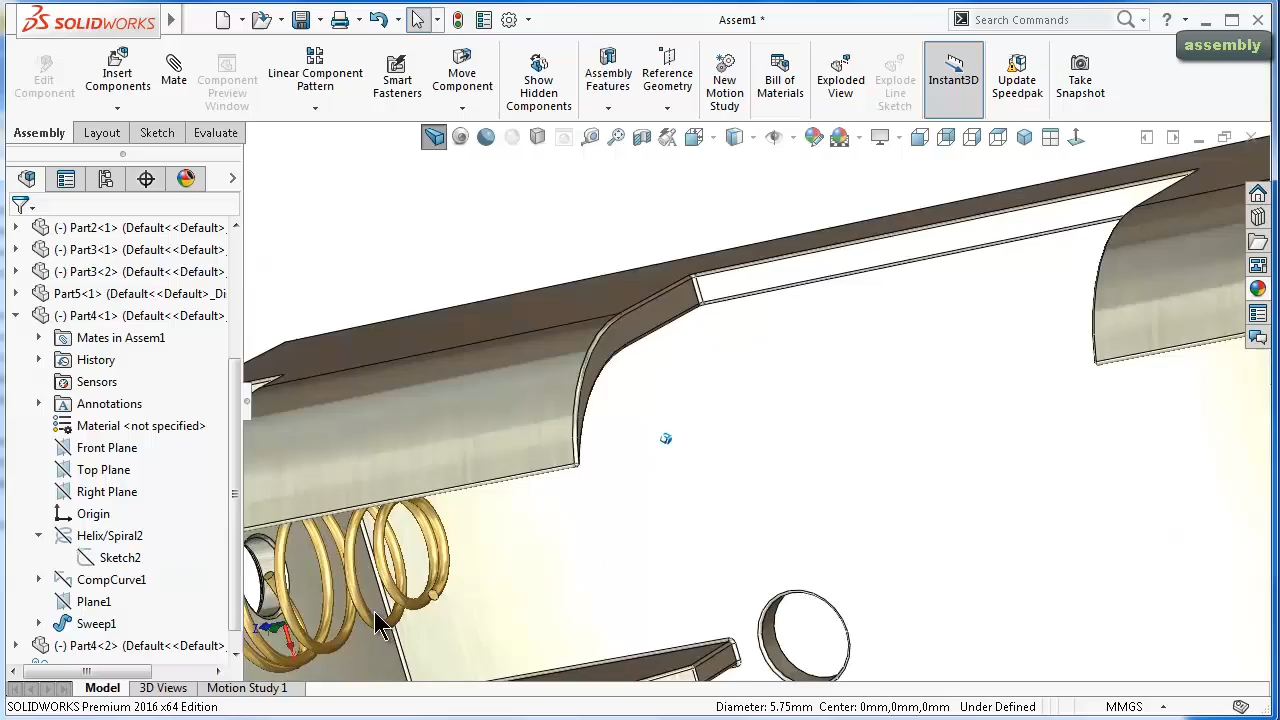 SOLIDWORKS
Assem1 *
Search Commands
?
assembly
Edit Component
Insert Components
Mate
Component Preview Window
Linear Component Pattern
Smart Fasteners
Move Component
Show Hidden Components
Assembly Features
Reference Geometry
New Motion Study
Bill of Materials
Exploded View
Explode Line Sketch
Instant3D
Update Speedpak
Take Snapshot
Assembly
Layout
Sketch
Evaluate
(-) Part2<1> (Default<<Default>
(-) Part3<1> (Default<<Default>
(-) Part3<2> (Default<<Default>
Part5<1> (Default<<Default>_Di
(-) Part4<1> (Default<<Default>
Mates in Assem1
History
Sensors
Annotations
Material <not specified>
Front Plane
Top Plane
Right Plane
Origin
Helix/Spiral2
Sketch2
CompCurve1
Plane1
Sweep1
(-) Part4<2> (Default<<Default>
Model
3D Views
Motion Study 1
SOLIDWORKS Premium 2016 x64 Edition
Diameter: 5.75mm Center: 0mm,0mm,0mm
Under Defined
MMGS